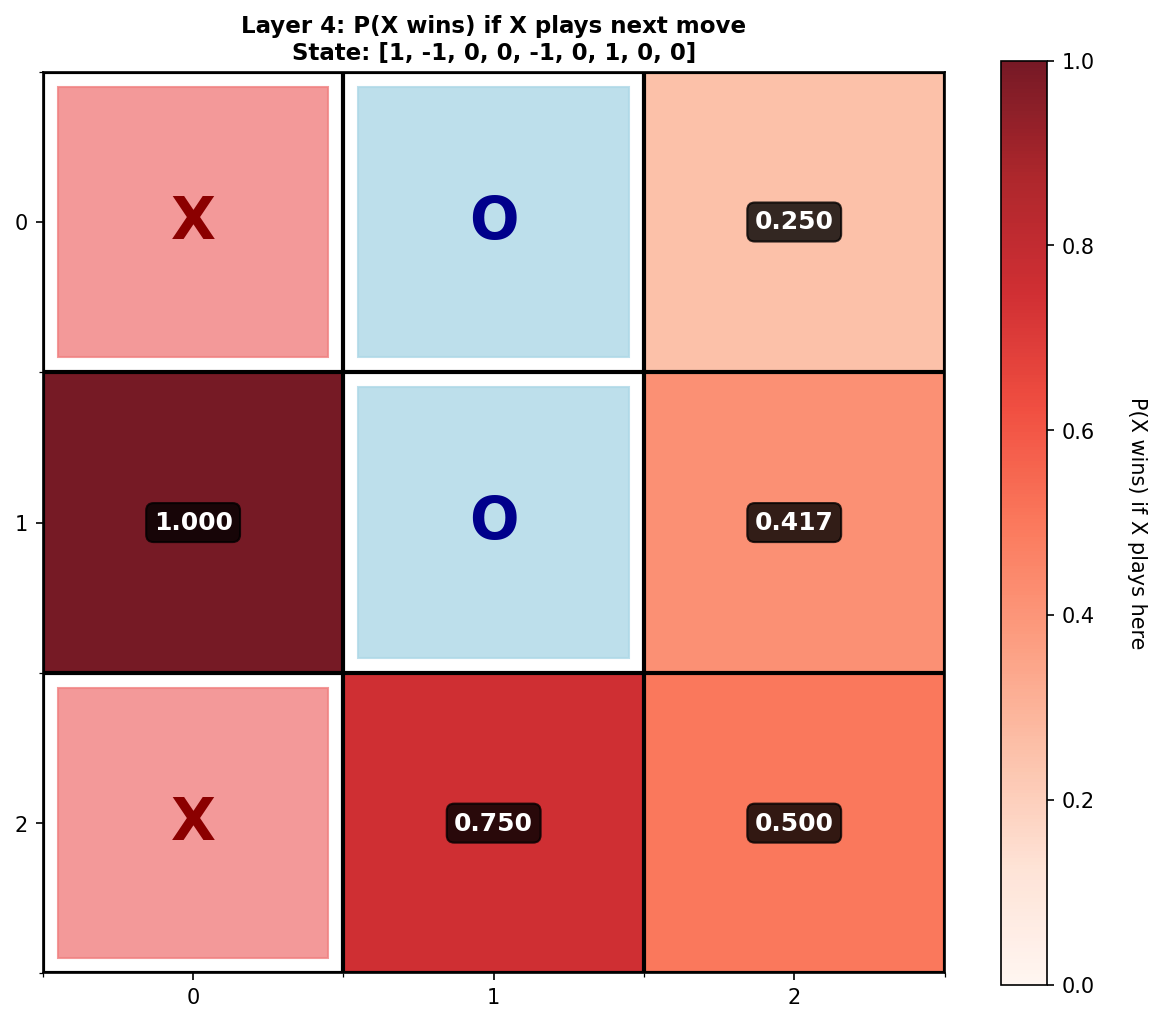 Layer 4: P(X wins) if X plays next move
State: [1, -1, 0, 0, -1, 0, 1, 0, 0]
X
O
0.250
1.000
O
0.417
X
0.750
0.500
0
1
2
0
1
2
1.0
0.8
0.6
0.4
0.2
0.0
P(X wins) if X plays here